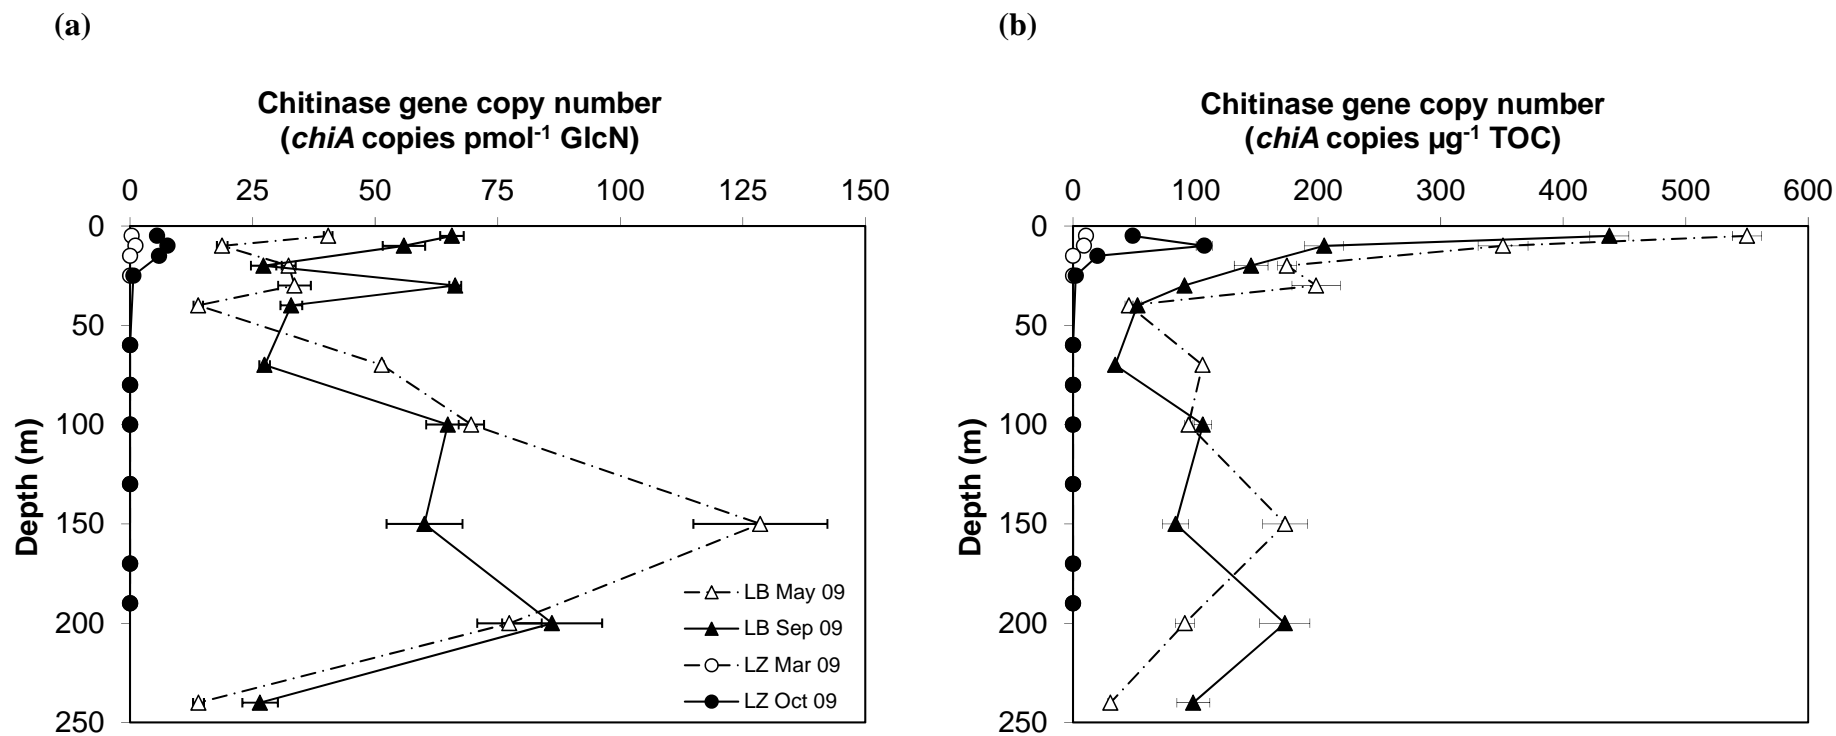 (a)
Chitinase gene copy number
(chiA copies pmol⁻¹ GlcN)
0 25 50 75 100 125 150
0
50
100
150
200
250
Depth (m)
LB May 09
LB Sep 09
LZ Mar 09
LZ Oct 09
(b)
Chitinase gene copy number
(chiA copies µg⁻¹ TOC)
0 100 200 300 400 500 600
0
50
100
150
200
250
Depth (m)